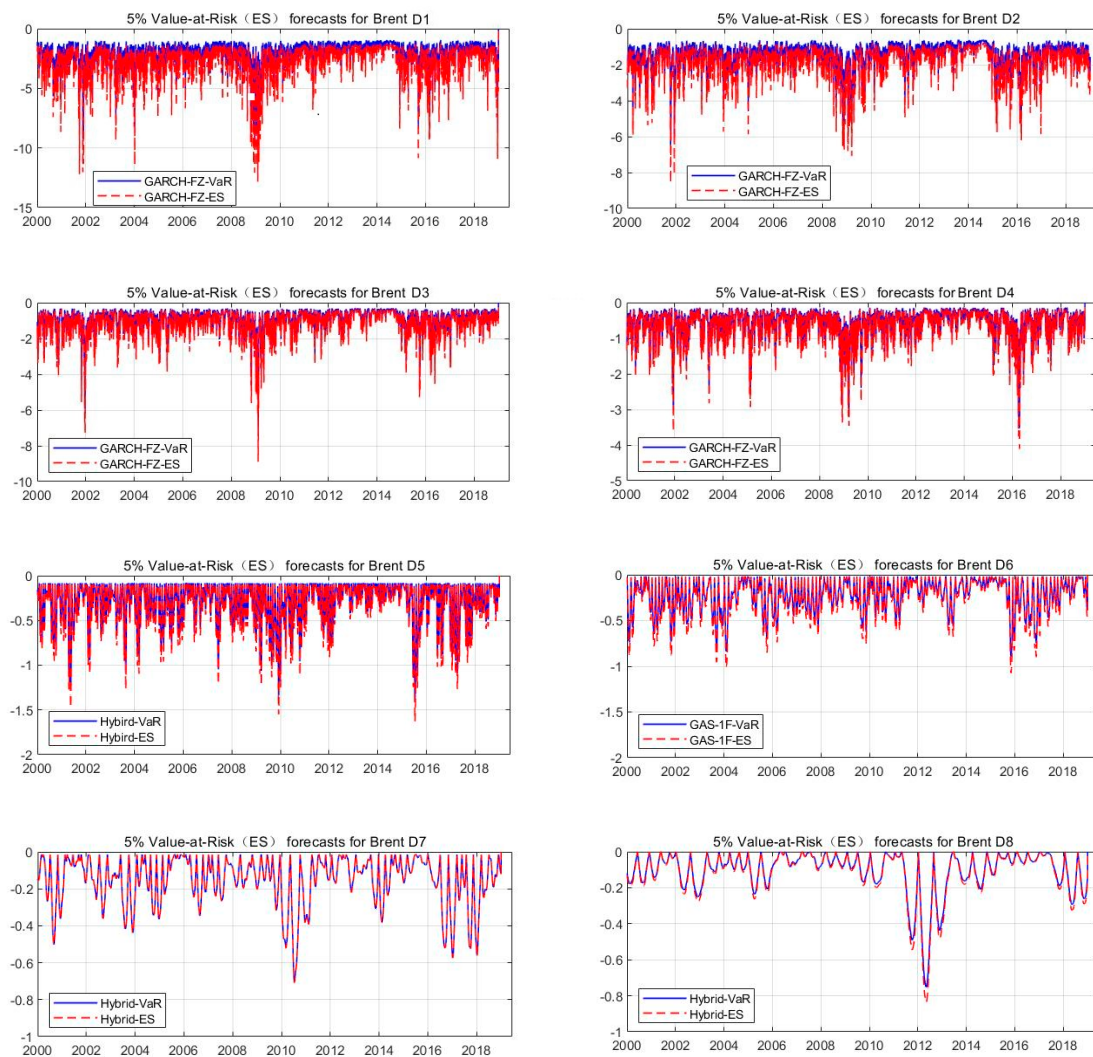 5% Value-at-Risk（ES） forecasts for Brent D1
0
-5
-10
-15
GARCH-FZ-VaR
GARCH-FZ-ES
2000 2002 2004 2006 2008 2010 2012 2014 2016 2018
5% Value-at-Risk（ES） forecasts for Brent D2
0
-2
-4
-6
-8
-10
GARCH-FZ-VaR
GARCH-FZ-ES
2000 2002 2004 2006 2008 2010 2012 2014 2016 2018
5% Value-at-Risk（ES） forecasts for Brent D3
0
-2
-4
-6
-8
-10
GARCH-FZ-VaR
GARCH-FZ-ES
2000 2002 2004 2006 2008 2010 2012 2014 2016 2018
5% Value-at-Risk（ES） forecasts for Brent D4
0
-1
-2
-3
-4
-5
GARCH-FZ-VaR
GARCH-FZ-ES
2000 2002 2004 2006 2008 2010 2012 2014 2016 2018
5% Value-at-Risk（ES） forecasts for Brent D5
0
-0.5
-1
-1.5
-2
Hybird-VaR
Hybird-ES
2000 2002 2004 2006 2008 2010 2012 2014 2016 2018
5% Value-at-Risk（ES） forecasts for Brent D6
0
-0.5
-1
-1.5
-2
GAS-1F-VaR
GAS-1F-ES
2000 2002 2004 2006 2008 2010 2012 2014 2016 2018
5% Value-at-Risk（ES） forecasts for Brent D7
0
-0.2
-0.4
-0.6
-0.8
-1
Hybrid-VaR
Hybrid-ES
2000 2002 2004 2006 2008 2010 2012 2014 2016 2018
5% Value-at-Risk（ES） forecasts for Brent D8
0
-0.2
-0.4
-0.6
-0.8
-1
Hybrid-VaR
Hybrid-ES
2000 2002 2004 2006 2008 2010 2012 2014 2016 2018